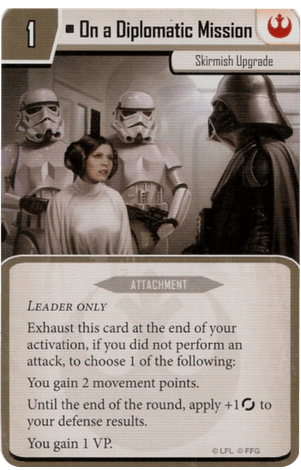 1
On a Diplomatic Mission
Skirmish Upgrade
ATTACHMENT
LEADER ONLY
Exhaust this card at the end of your
activation, if you did not perform an
attack, to choose 1 of the following:
You gain 2 movement points.
Until the end of the round, apply +1 to
your defense results.
You gain 1 VP.
© LFL © FFG